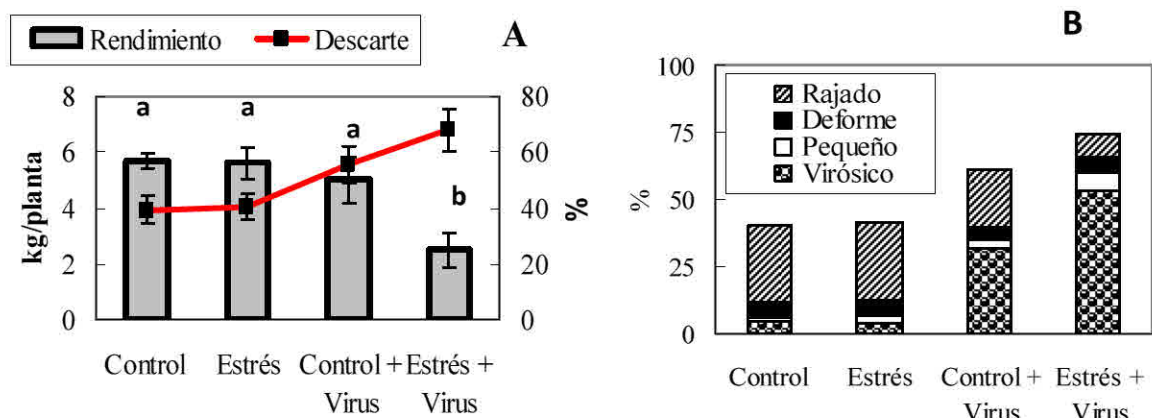 Rendimiento Descarte
A
8 80
a a a
6 60
b
4 40
2 20
0 0
kg/planta
%
Control Estrés Control + Estrés +
Virus Virus
B
100
75
50
25
0
%
Rajado
Deforme
Pequeño
Virósico
Control Estrés Control + Estrés +
Virus Virus